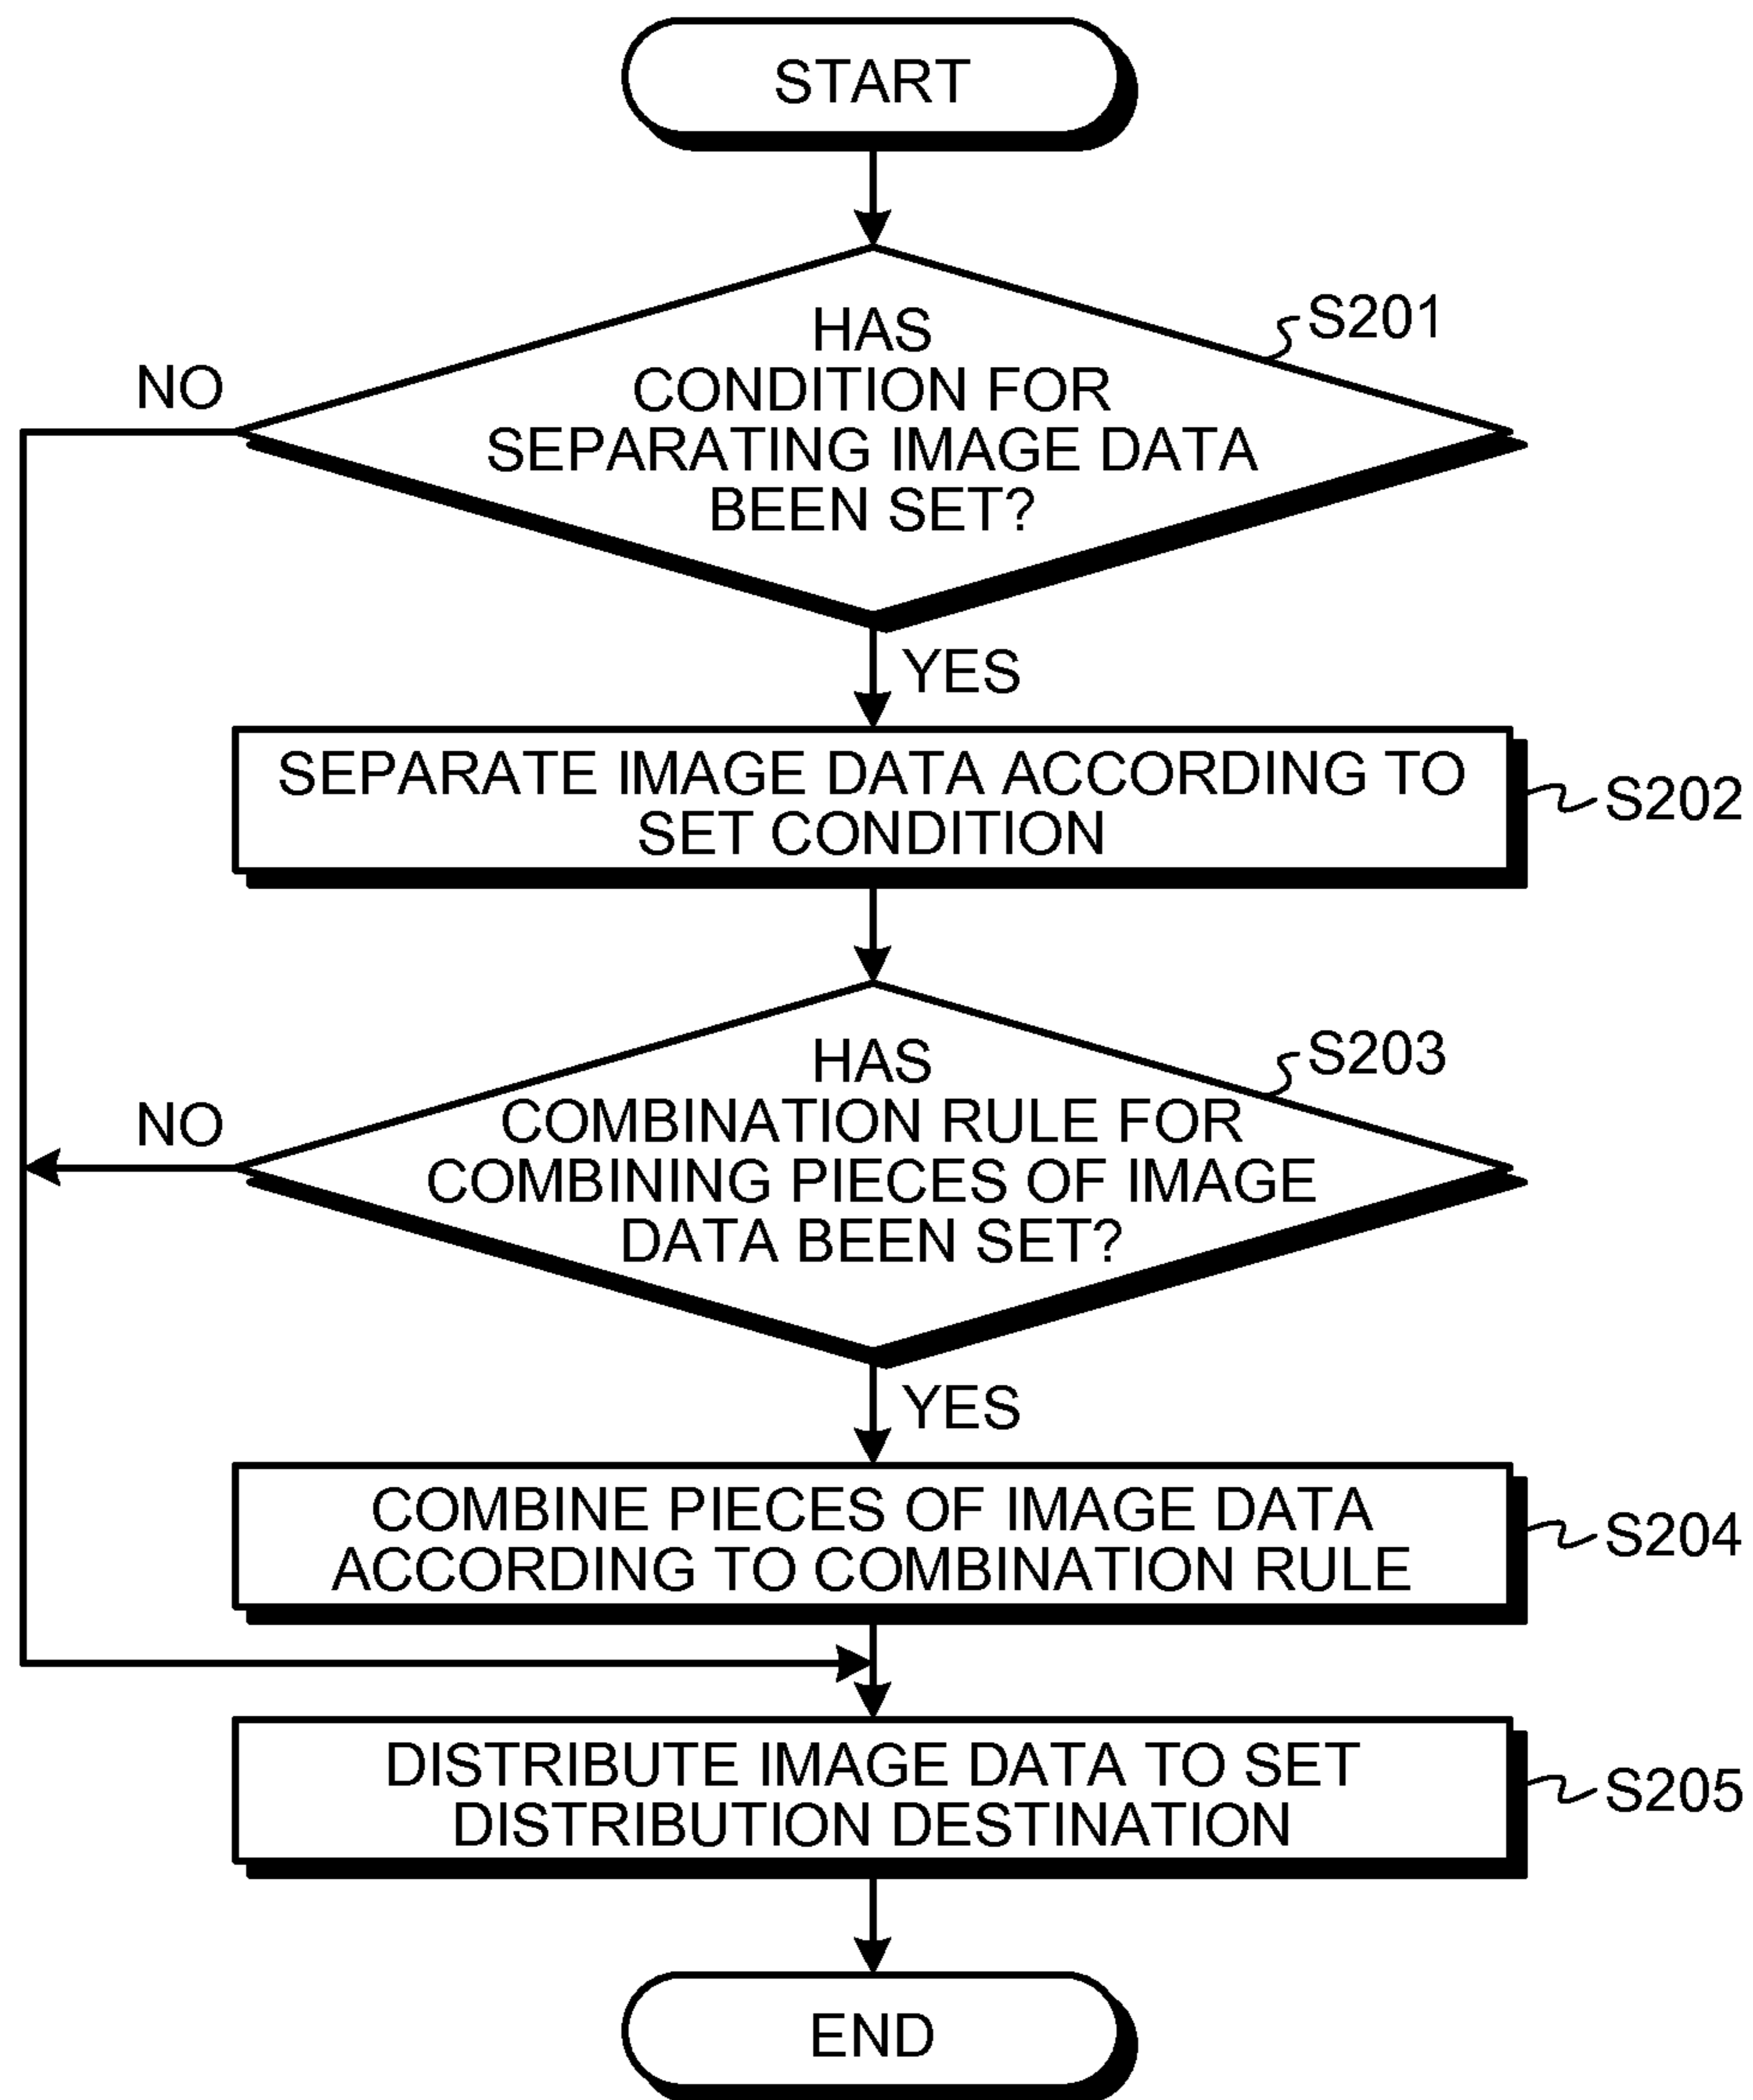 START
HAS
CONDITION FOR
SEPARATING IMAGE DATA
BEEN SET?
S201
NO
YES
SEPARATE IMAGE DATA ACCORDING TO
SET CONDITION
S202
HAS
COMBINATION RULE FOR
COMBINING PIECES OF IMAGE
DATA BEEN SET?
S203
NO
YES
COMBINE PIECES OF IMAGE DATA
ACCORDING TO COMBINATION RULE
S204
DISTRIBUTE IMAGE DATA TO SET
DISTRIBUTION DESTINATION
S205
END